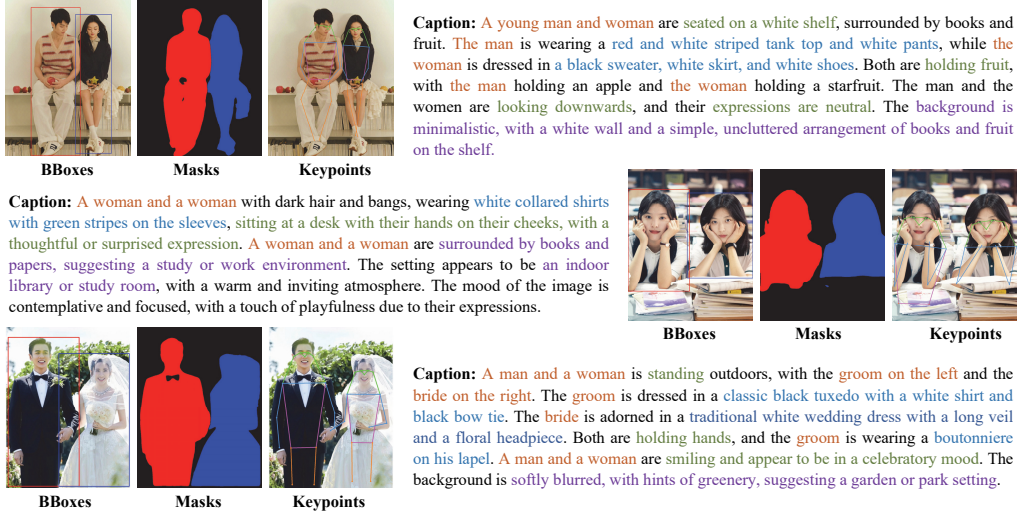 Caption: A young man and woman are seated on a white shelf, surrounded by books and
fruit. The man is wearing a red and white striped tank top and white pants, while the
woman is dressed in a black sweater, white skirt, and white shoes. Both are holding fruit,
with the man holding an apple and the woman holding a starfruit. The man and the
women are looking downwards, and their expressions are neutral. The background is
minimalistic, with a white wall and a simple, uncluttered arrangement of books and fruit
on the shelf.
BBoxes Masks Keypoints
Caption: A woman and a woman with dark hair and bangs, wearing white collared shirts
with green stripes on the sleeves, sitting at a desk with their hands on their cheeks, with a
thoughtful or surprised expression. A woman and a woman are surrounded by books and
papers, suggesting a study or work environment. The setting appears to be an indoor
library or study room, with a warm and inviting atmosphere. The mood of the image is
contemplative and focused, with a touch of playfulness due to their expressions.
BBoxes Masks Keypoints
Caption: A man and a woman is standing outdoors, with the groom on the left and the
bride on the right. The groom is dressed in a classic black tuxedo with a white shirt and
black bow tie. The bride is adorned in a traditional white wedding dress with a long veil
and a floral headpiece. Both are holding hands, and the groom is wearing a boutonniere
on his lapel. A man and a woman are smiling and appear to be in a celebratory mood. The
background is softly blurred, with hints of greenery, suggesting a garden or park setting.
BBoxes Masks Keypoints